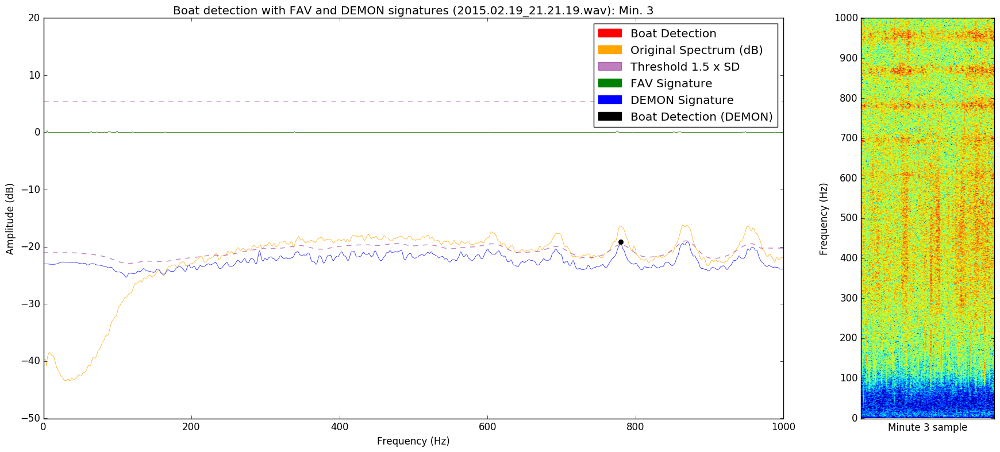 Boat detection with FAV and DEMON signatures (2015.02.19_21.21.19.wav): Min. 3
20
10
0
−10
−20
−30
−40
−50
Amplitude (dB)
Boat Detection
Original Spectrum (dB)
Threshold 1.5 x SD
FAV Signature
DEMON Signature
Boat Detection (DEMON)
0
200
400
600
800
1000
Frequency (Hz)
1000
900
800
700
600
500
400
300
200
100
0
Frequency (Hz)
Minute 3 sample